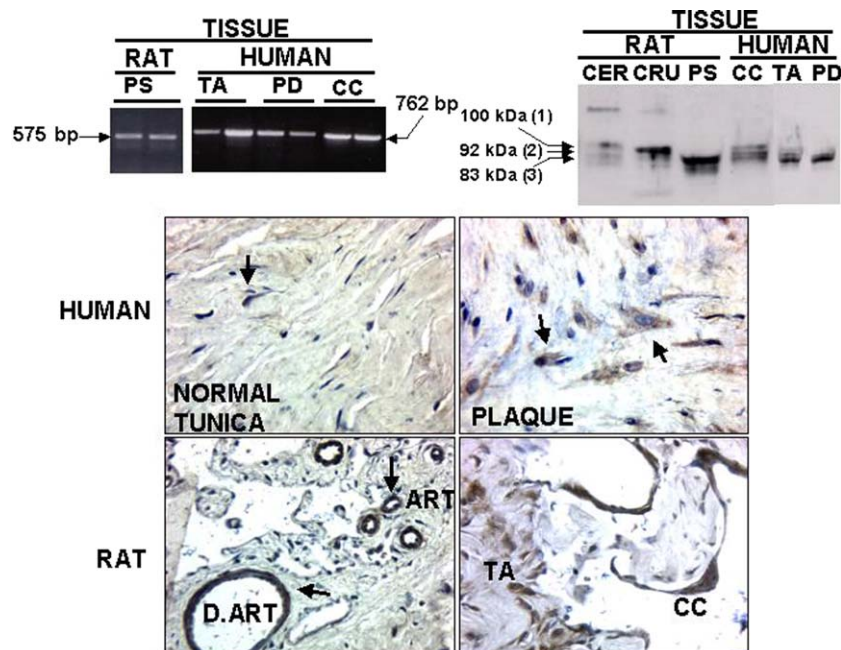 TISSUE
RAT HUMAN
PS TA PD CC
575 bp
762 bp
TISSUE
RAT HUMAN
CER CRU PS CC TA PD
100 kDa (1)
92 kDa (2)
83 kDa (3)
HUMAN
NORMAL
TUNICA
PLAQUE
RAT
ART
D.ART
TA
CC